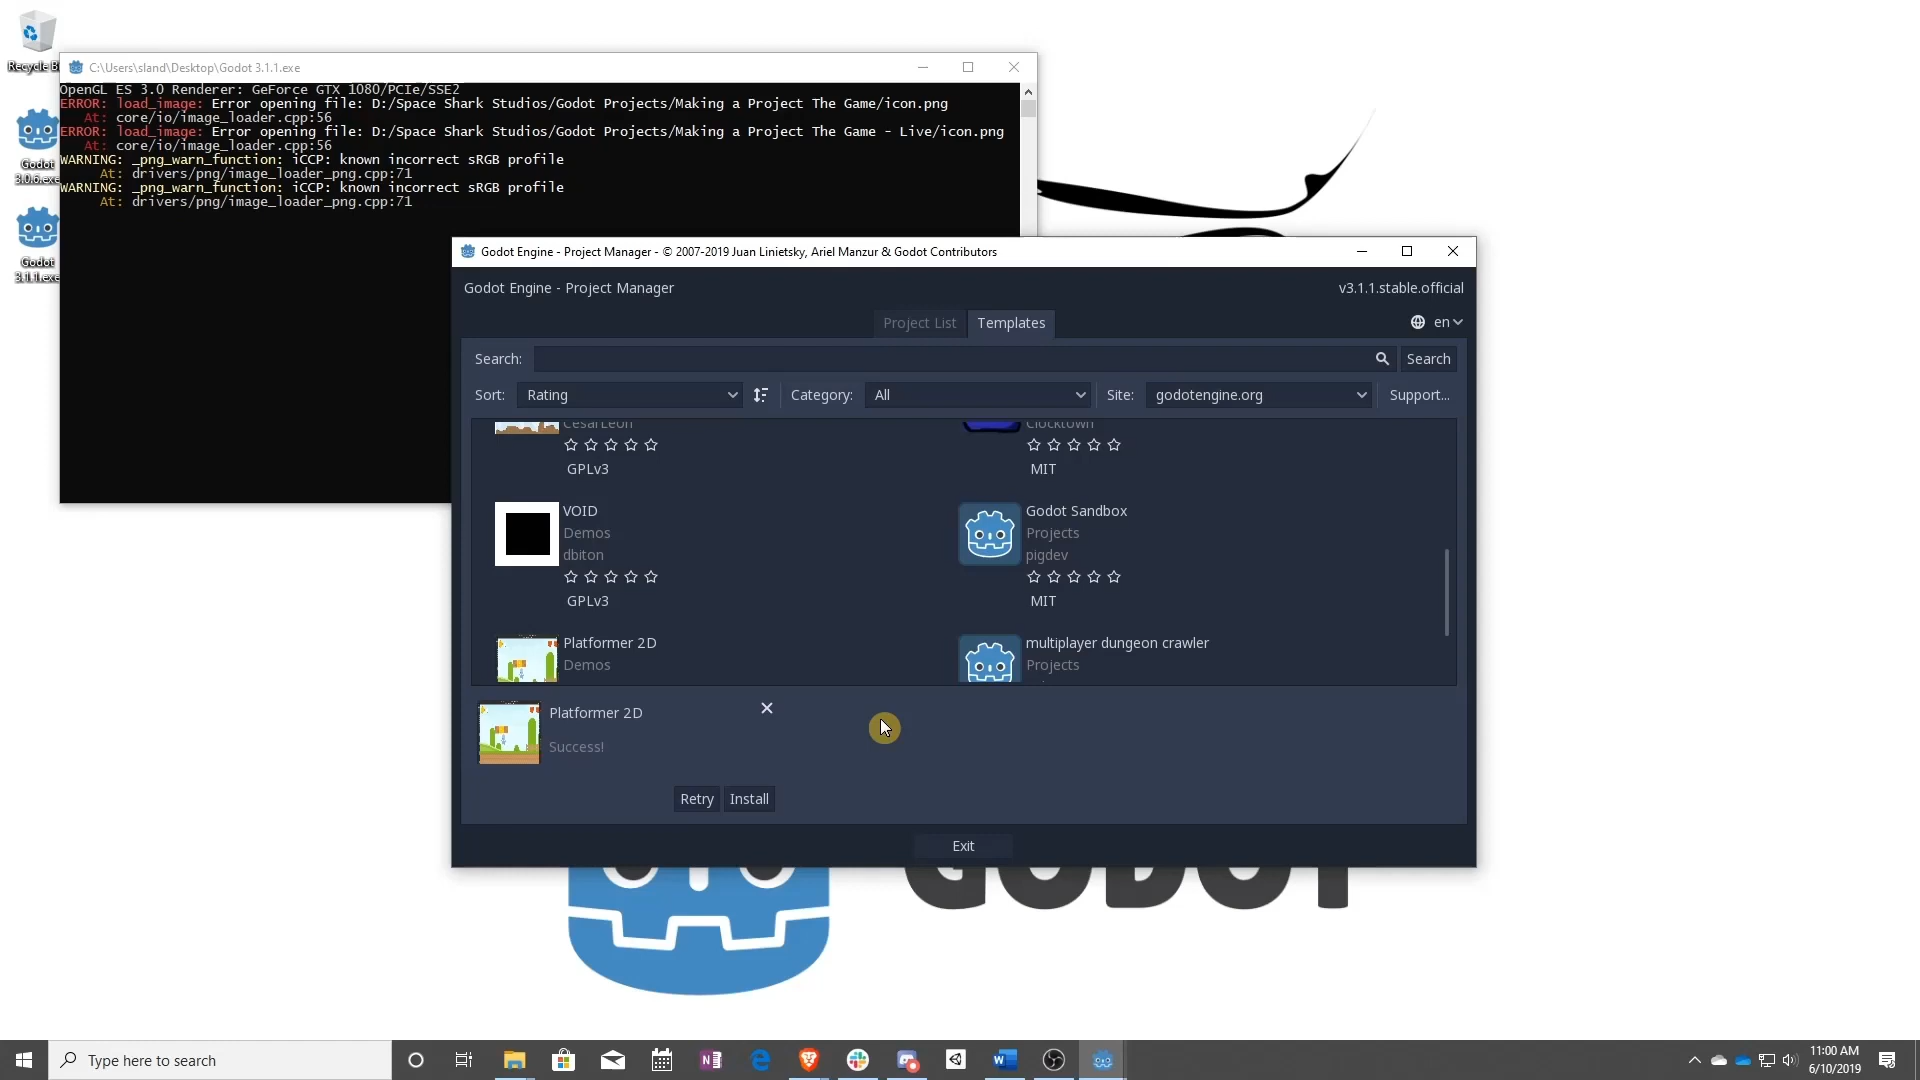 Recycle B
Godot
3.0.6.exe
Godot
3.1.1.exe
C:\Users\sland\Desktop\Godot 3.1.1.exe
OpenGL ES 3.0 Renderer: GeForce GTX 1080/PCIe/SSE2
ERROR: load_image: Error opening file: D:/Space Shark Studios/Godot Projects/Making a Project The Game/icon.png
At: core/io/image_loader.cpp:56
ERROR: load_image: Error opening file: D:/Space Shark Studios/Godot Projects/Making a Project The Game - Live/icon.png
At: core/io/image_loader.cpp:56
WARNING: _png_warn_function: iCCP: known incorrect sRGB profile
At: drivers/png/image_loader_png.cpp:71
WARNING: _png_warn_function: iCCP: known incorrect sRGB profile
At: drivers/png/image_loader_png.cpp:71
Godot Engine - Project Manager - © 2007-2019 Juan Linietsky, Ariel Manzur & Godot Contributors
Godot Engine - Project Manager
v3.1.1.stable.official
Project List
Templates
en
Search:
Search
Sort:
Rating
Category:
All
Site:
godotengine.org
Support...
CesarLeon
GPLv3
Clocktown
MIT
VOID
Demos
dbiton
GPLv3
Godot Sandbox
Projects
pigdev
MIT
Platformer 2D
Demos
multiplayer dungeon crawler
Projects
Platformer 2D
Success!
Retry
Install
Exit
GODOT
Type here to search
11:00 AM
6/10/2019